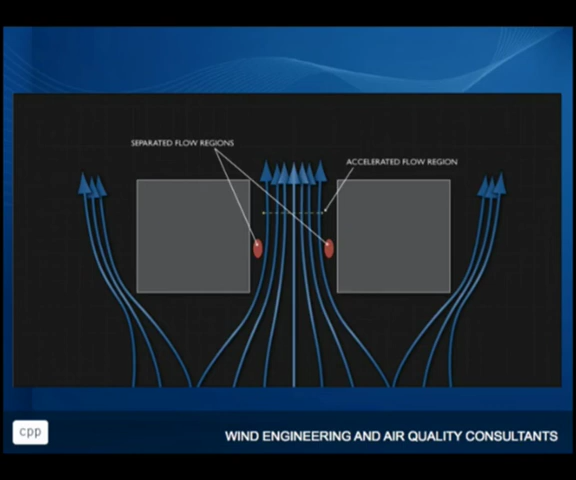 SEPARATED FLOW REGIONS
ACCELERATED FLOW REGION
cpp
WIND ENGINEERING AND AIR QUALITY CONSULTANTS